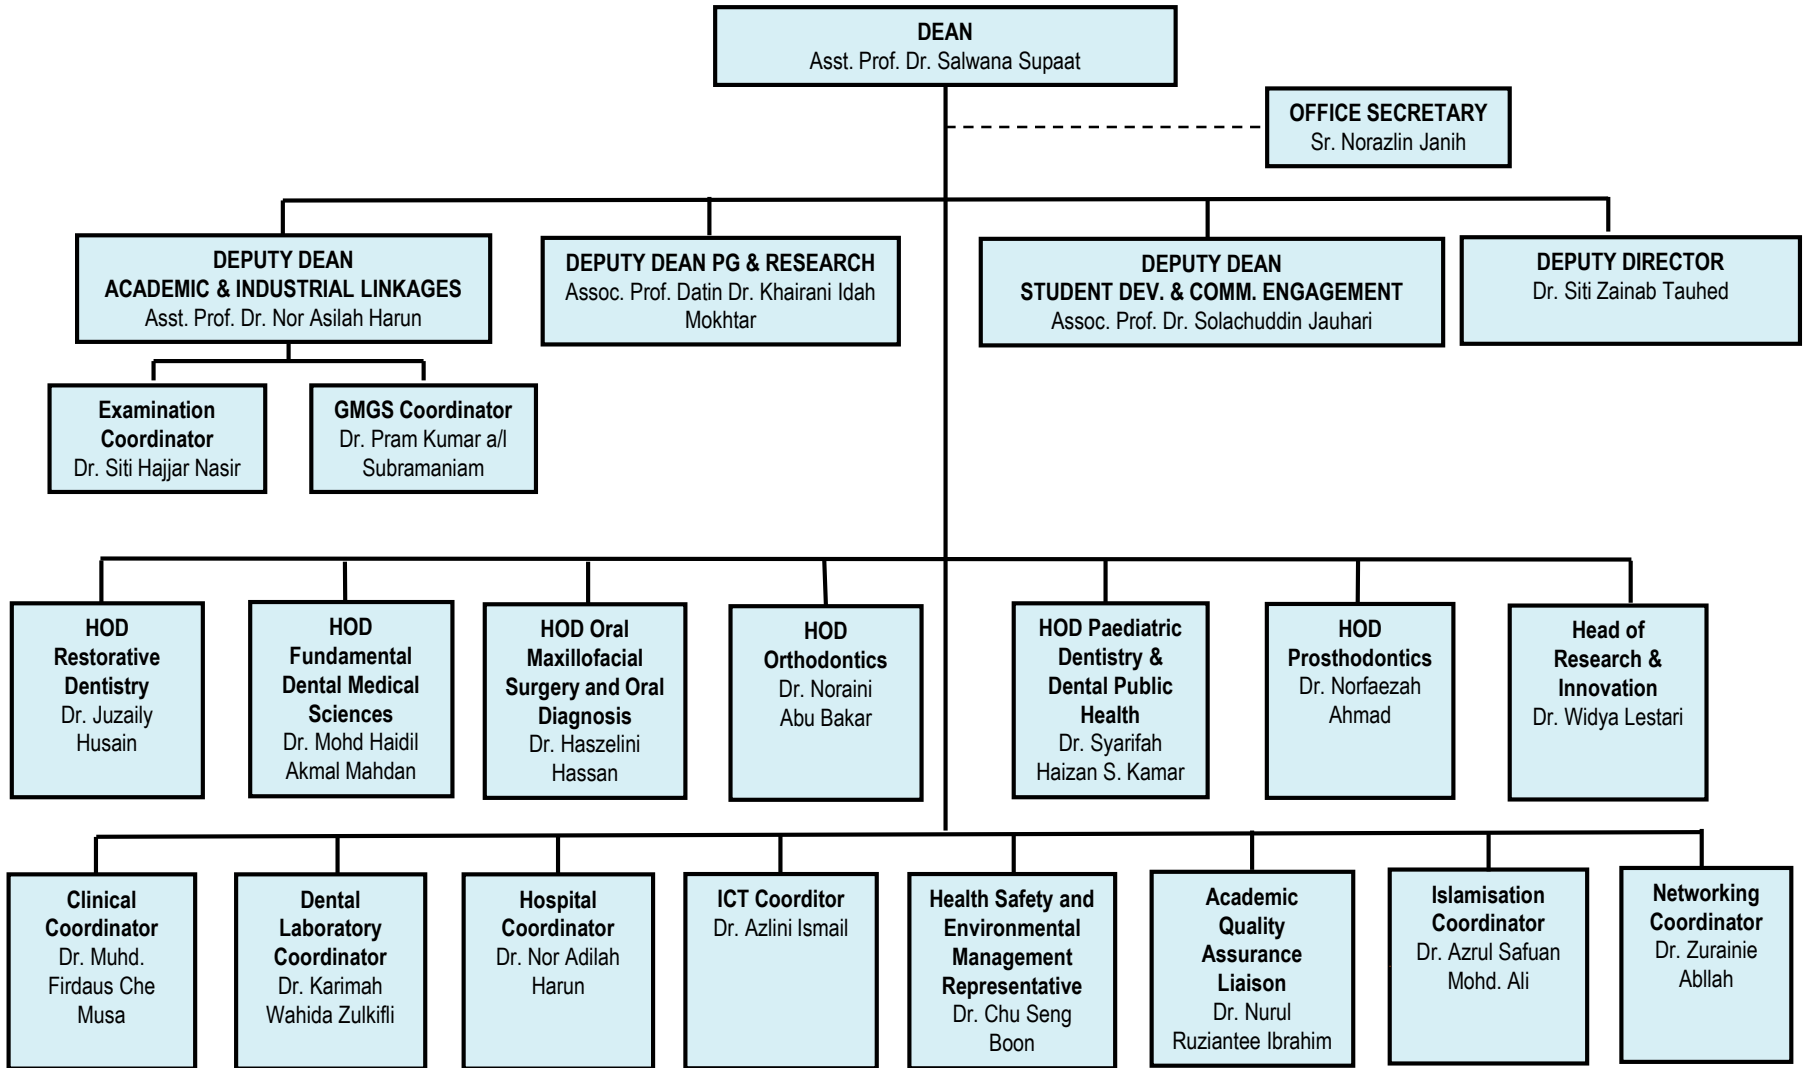 DEAN
Asst. Prof. Dr. Salwana Supaat
OFFICE SECRETARY
Sr. Norazlin Janih
DEPUTY DEAN
ACADEMIC & INDUSTRIAL LINKAGES
Asst. Prof. Dr. Nor Asilah Harun
DEPUTY DEAN PG & RESEARCH
Assoc. Prof. Datin Dr. Khairani Idah
Mokhtar
DEPUTY DEAN
STUDENT DEV. & COMM. ENGAGEMENT
Assoc. Prof. Dr. Solachuddin Jauhari
DEPUTY DIRECTOR
Dr. Siti Zainab Tauhed
Examination
Coordinator
Dr. Siti Hajjar Nasir
GMGS Coordinator
Dr. Pram Kumar a/l
Subramaniam
HOD
Restorative
Dentistry
Dr. Juzaily
Husain
HOD
Fundamental
Dental Medical
Sciences
Dr. Mohd Haidil
Akmal Mahdan
HOD Oral
Maxillofacial
Surgery and Oral
Diagnosis
Dr. Haszelini
Hassan
HOD
Orthodontics
Dr. Noraini
Abu Bakar
HOD Paediatric
Dentistry &
Dental Public
Health
Dr. Syarifah
Haizan S. Kamar
HOD
Prosthodontics
Dr. Norfaezah
Ahmad
Head of
Research &
Innovation
Dr. Widya Lestari
Clinical
Coordinator
Dr. Muhd.
Firdaus Che
Musa
Dental
Laboratory
Coordinator
Dr. Karimah
Wahida Zulkifli
Hospital
Coordinator
Dr. Nor Adilah
Harun
ICT Coorditor
Dr. Azlini Ismail
Health Safety and
Environmental
Management
Representative
Dr. Chu Seng
Boon
Academic
Quality
Assurance
Liaison
Dr. Nurul
Ruziantee Ibrahim
Islamisation
Coordinator
Dr. Azrul Safuan
Mohd. Ali
Networking
Coordinator
Dr. Zurainie
Abllah